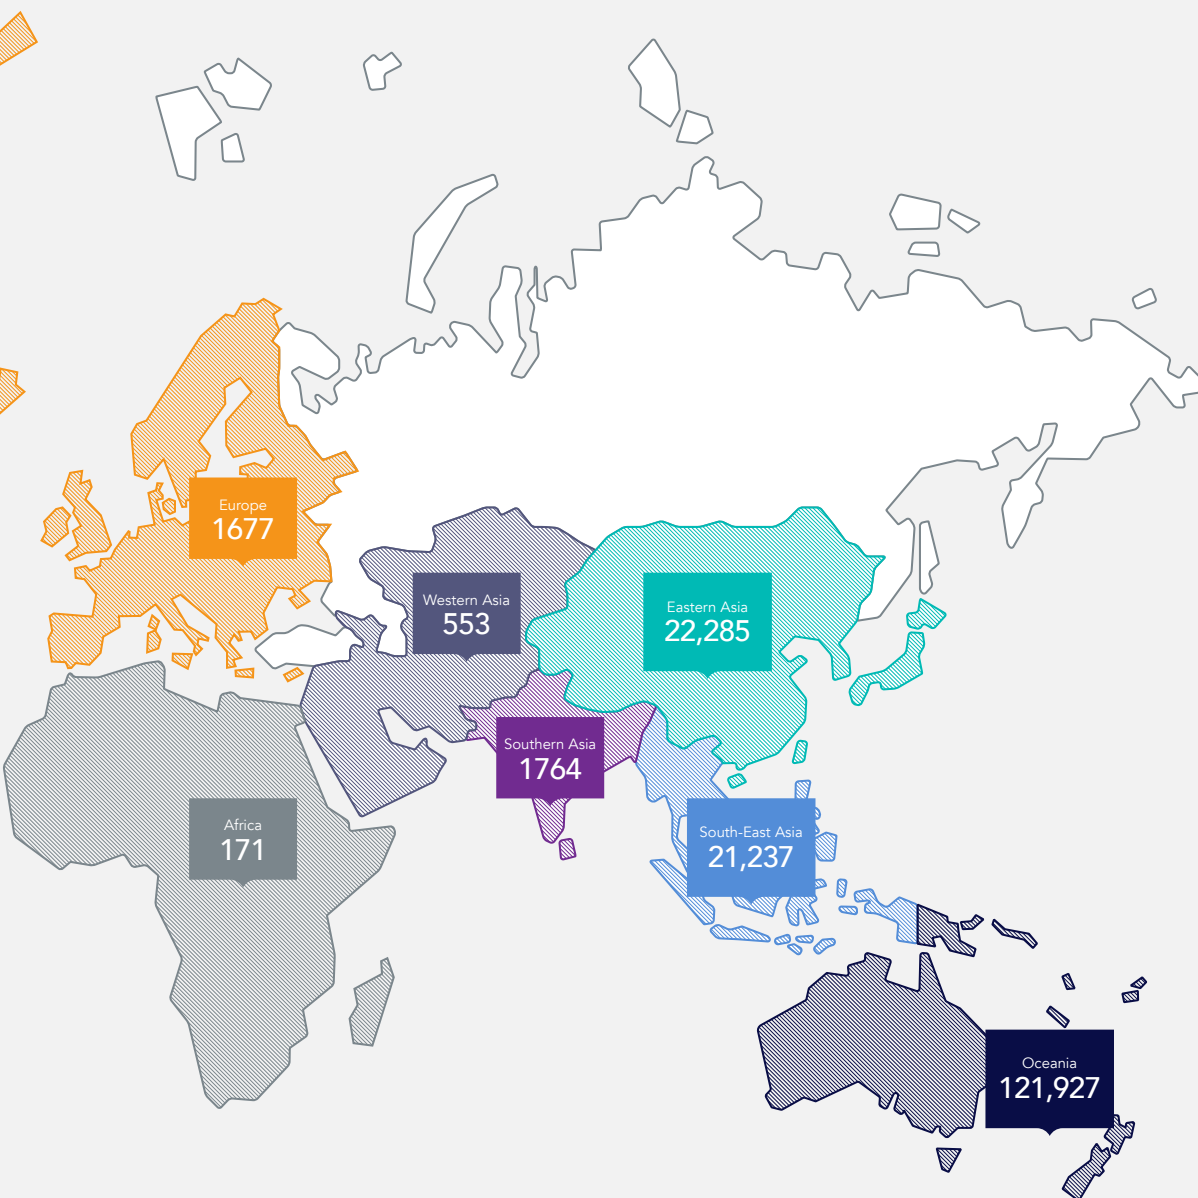 Europe
1677
Western Asia
553
Eastern Asia
22,285
Southern Asia
1764
Africa
171
South-East Asia
21,237
Oceania
121,927